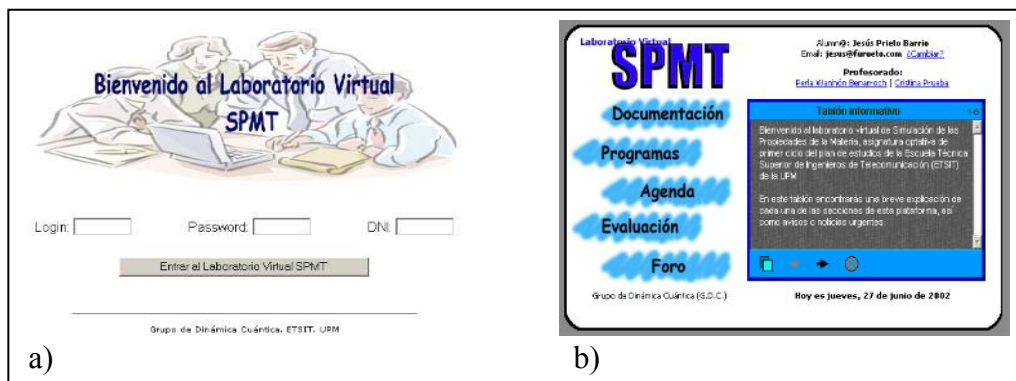 Bienvenido al Laboratorio Virtual
SPMT
Login:
Password:
DNI:
Entrar al Laboratorio Virtual SPMT
Grupo de Dinámica Cuántica. ETSIT. UPM
a)
Laboratorio Virtual
SPMT
Documentación
Programas
Agenda
Evaluación
Foro
Grupo de Dinámica Cuántica (G.D.C.)
Alumn@: Jesús Prieto Barrio
Email: jesus@furueto.com ¿Cambiar?
Profesorado:
Perla Wahnón Benarroch | Cristina Prueba
Tablón informativo
Bienvenido al laboratorio virtual de Simulación de las
Propiedades de la Materia, asignatura optativa de
primer ciclo del plan de estudios de la Escuela Técnica
Superior de Ingenieros de Telecomunicación (ETSIT)
de la UPM
En este tablón encontrarás una breve explicación de
cada una de las secciones de esta plataforma, así
como avisos o noticias urgentes.
Hoy es jueves, 27 de junio de 2002
b)